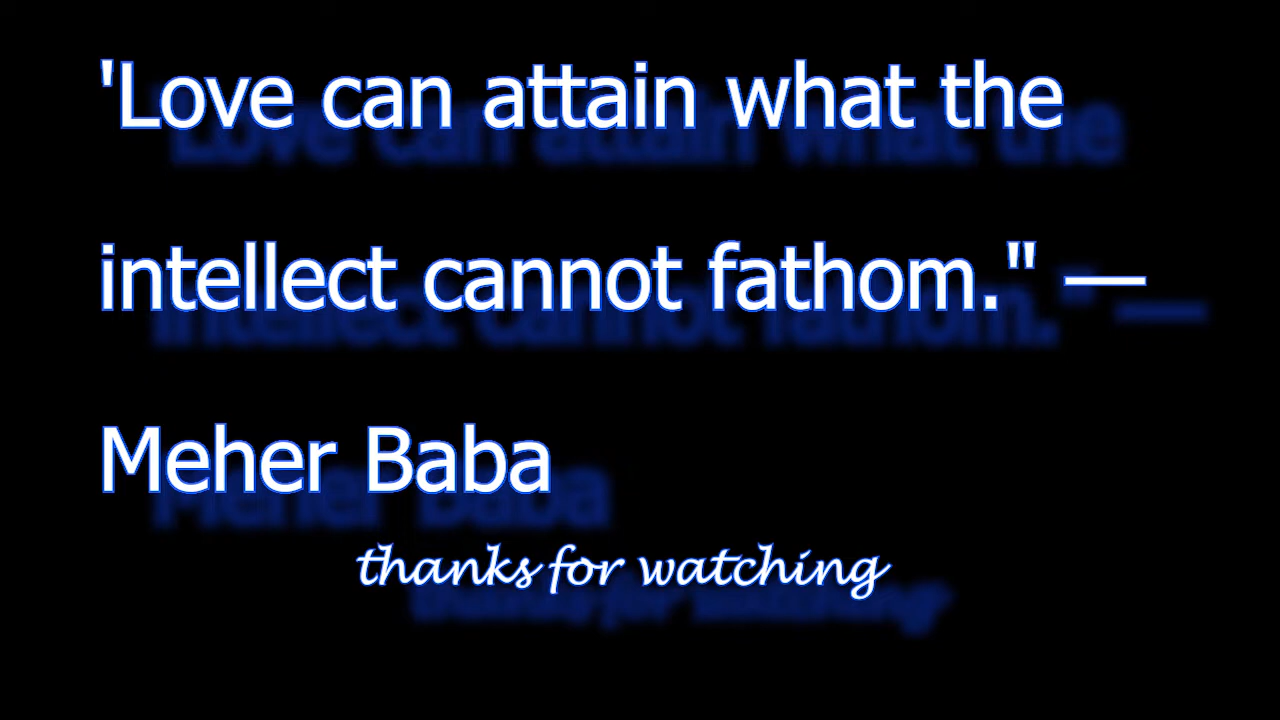 'Love can attain what the
intellect cannot fathom." —
Meher Baba
thanks for watching